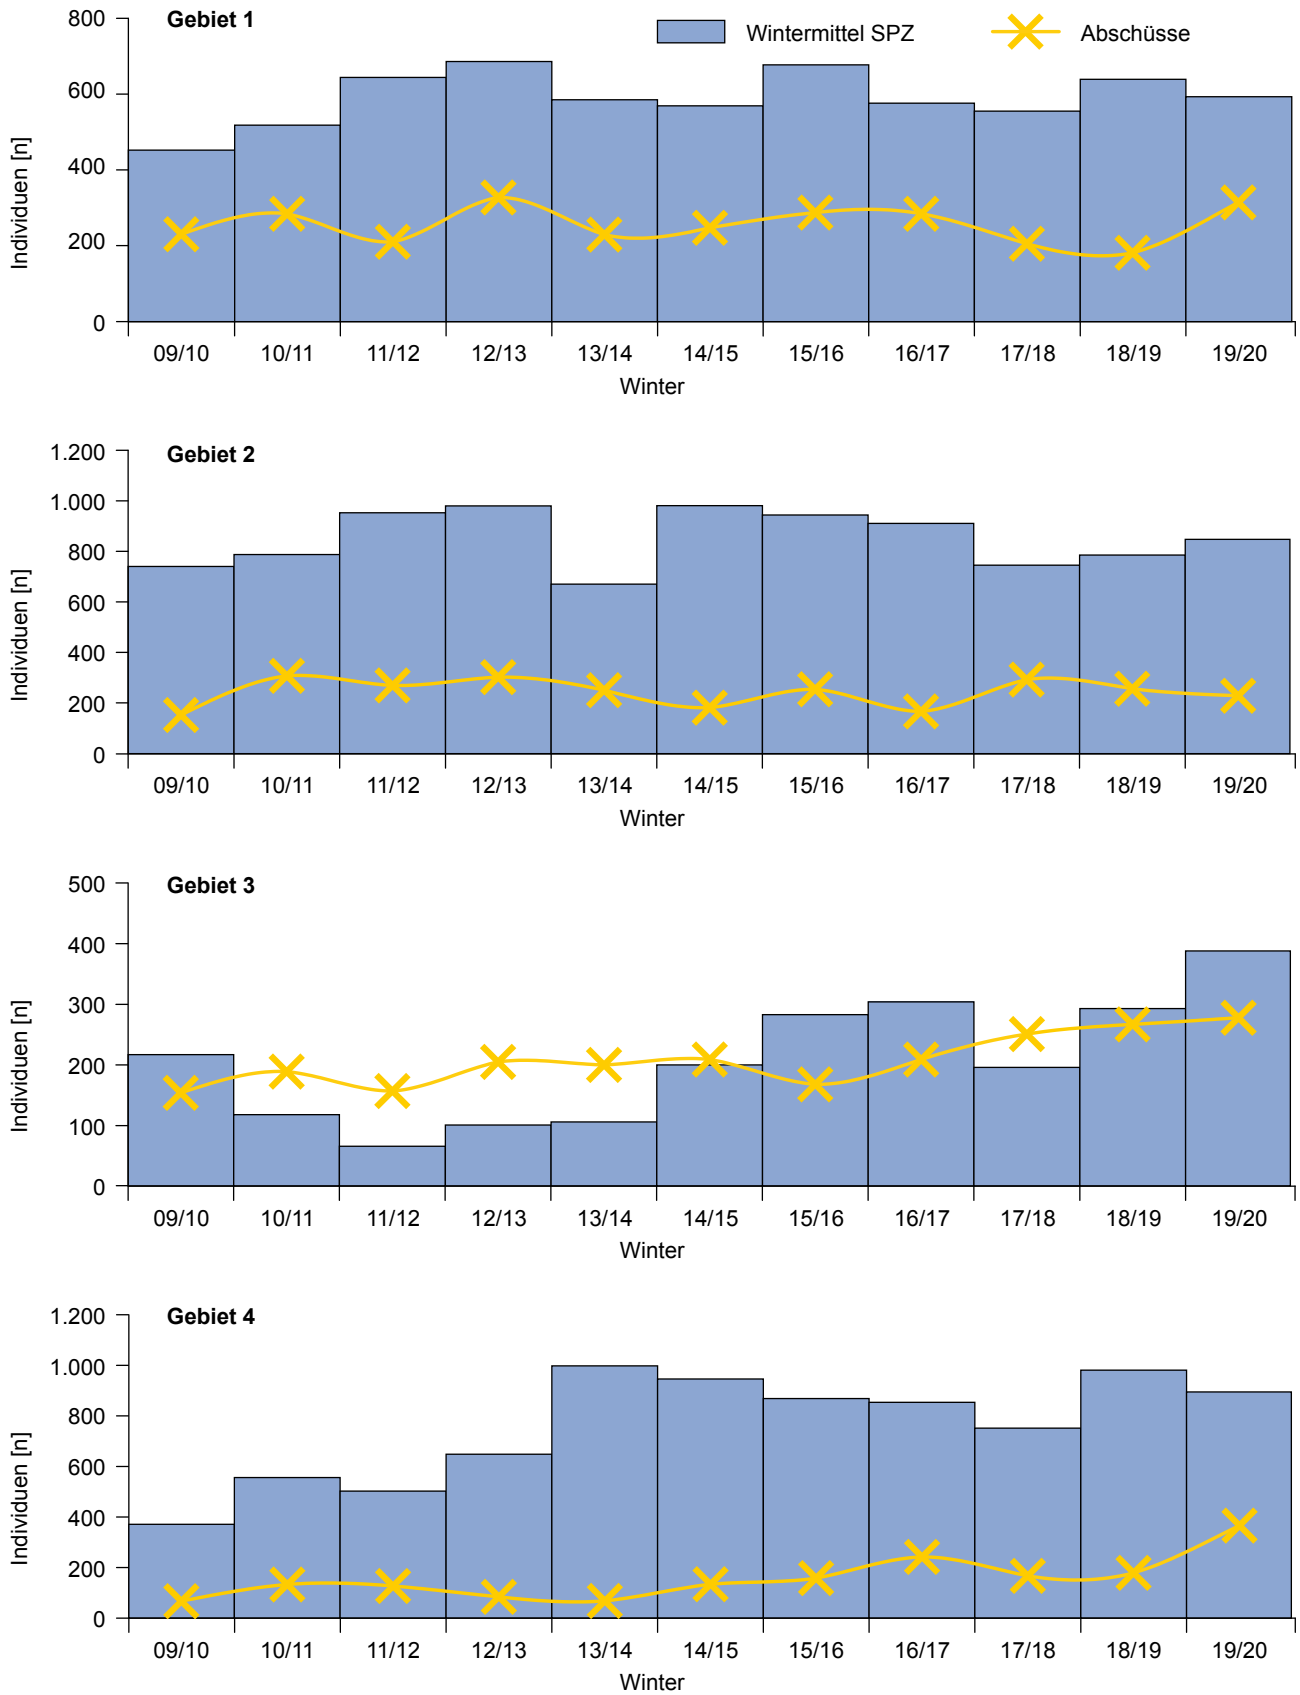 Gebiet 1
Wintermittel SPZ
Abschüsse
Individuen [n]
800
600
400
200
0
09/10 10/11 11/12 12/13 13/14 14/15 15/16 16/17 17/18 18/19 19/20
Winter
Gebiet 2
Individuen [n]
1.200
1.000
800
600
400
200
0
09/10 10/11 11/12 12/13 13/14 14/15 15/16 16/17 17/18 18/19 19/20
Winter
Gebiet 3
Individuen [n]
500
400
300
200
100
0
09/10 10/11 11/12 12/13 13/14 14/15 15/16 16/17 17/18 18/19 19/20
Winter
Gebiet 4
Individuen [n]
1.200
1.000
800
600
400
200
0
09/10 10/11 11/12 12/13 13/14 14/15 15/16 16/17 17/18 18/19 19/20
Winter